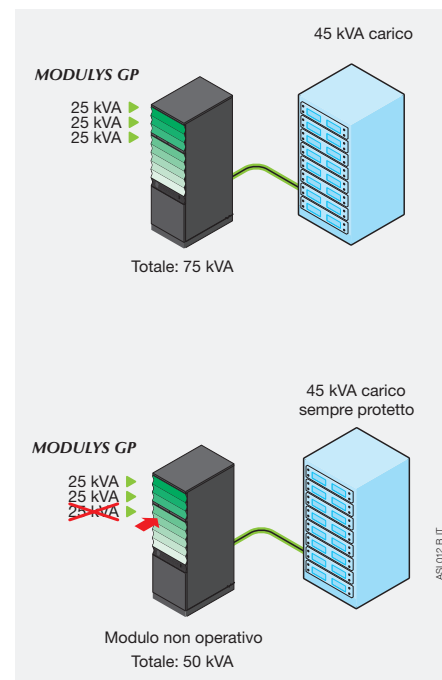 45 kVA carico
MODULYS GP
25 kVA
25 kVA
25 kVA
Totale: 75 kVA
45 kVA carico
sempre protetto
MODULYS GP
25 kVA
25 kVA
25 kVA
Modulo non operativo
Totale: 50 kVA
ASI 012 B IT